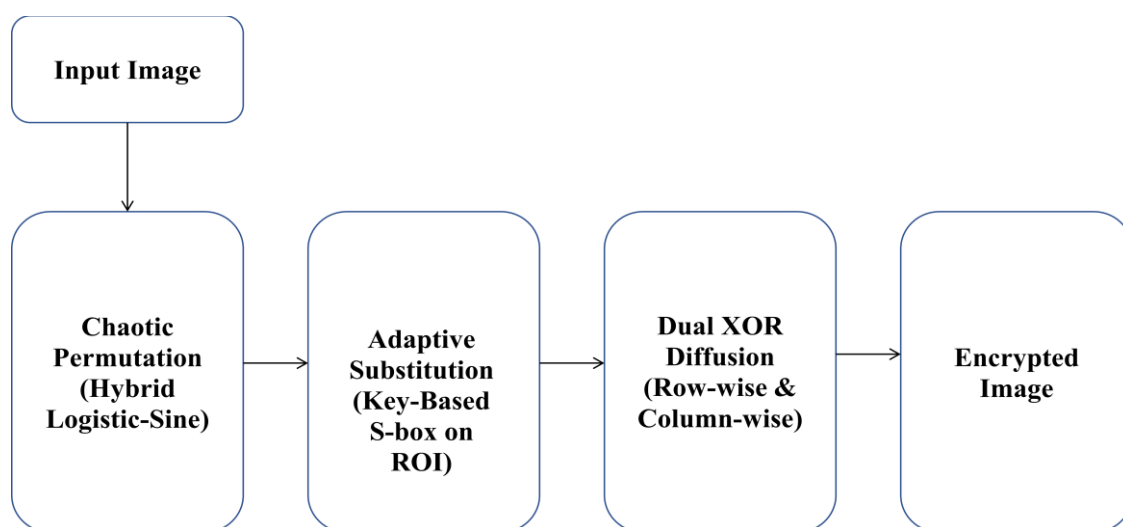 Input Image
Chaotic
Permutation
(Hybrid
Logistic-Sine)
Adaptive
Substitution
(Key-Based
S-box on
ROI)
Dual XOR
Diffusion
(Row-wise &
Column-wise)
Encrypted
Image